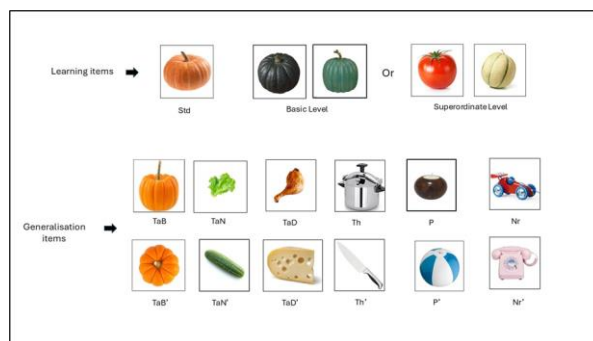 Learning items
Std
Basic Level
Or
Superordinate Level
Generalisation
items
TaB
TaN
TaD
Th
P
Nr
TaB'
TaN'
TaD'
Th'
P'
Nr'